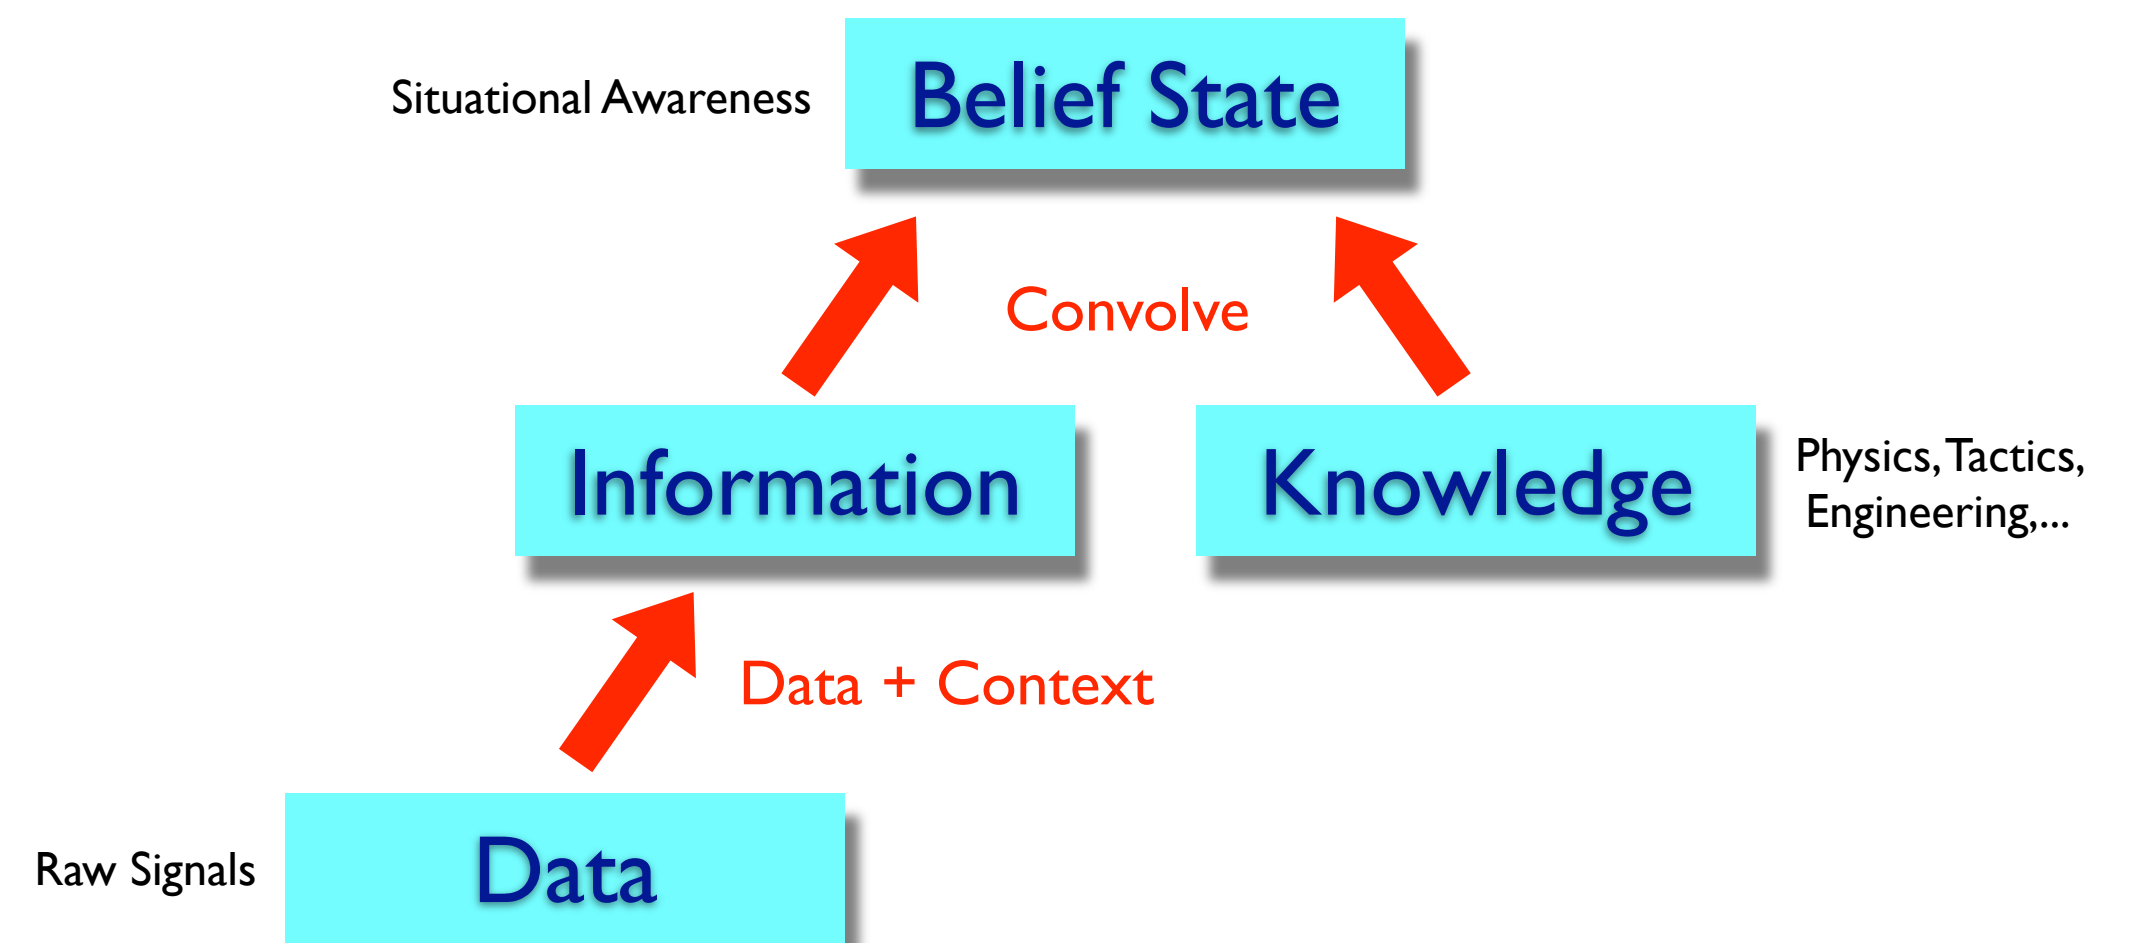 Situational Awareness
Belief State
Convolve
Information
Knowledge
Physics, Tactics,
Engineering,...
Data + Context
Raw Signals
Data